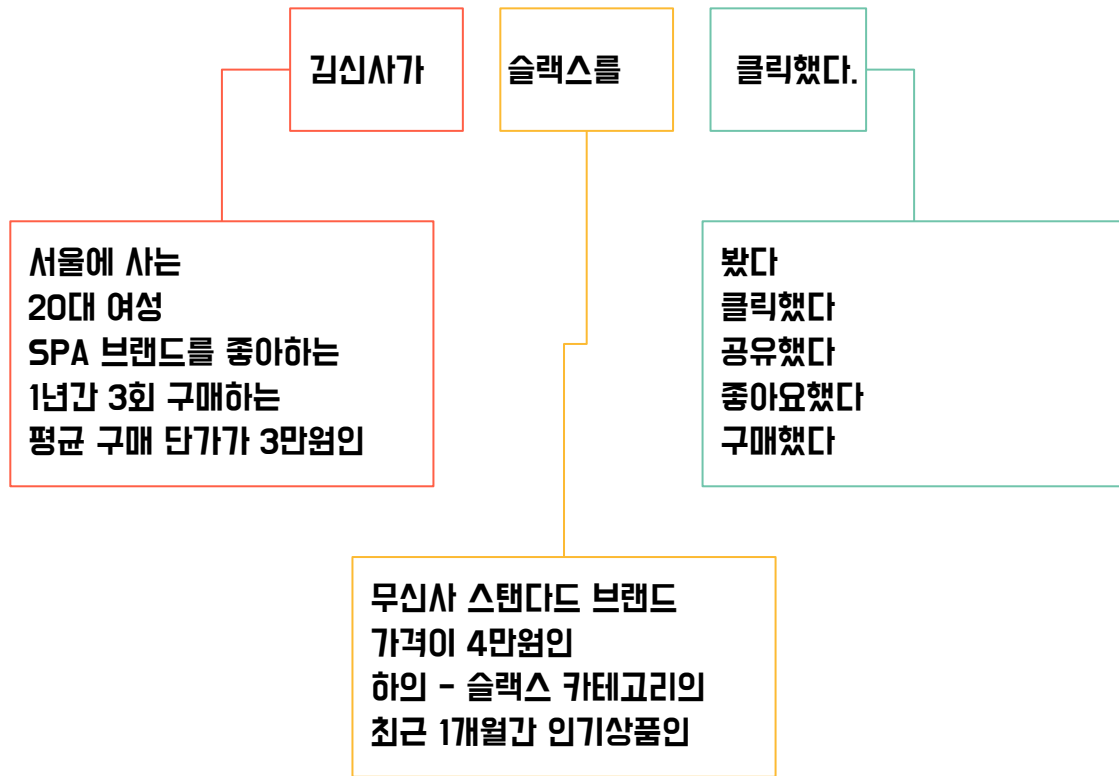 김신사가 슬랙스를 클릭했다.
서울에 사는
20대 여성
SPA 브랜드를 좋아하는
1년간 3회 구매하는
평균 구매 단가가 3만원인
봤다
클릭했다
공유했다
좋아요했다
구매했다
무신사 스탠다드 브랜드
가격이 4만원인
하의 - 슬랙스 카테고리의
최근 1개월간 인기상품인